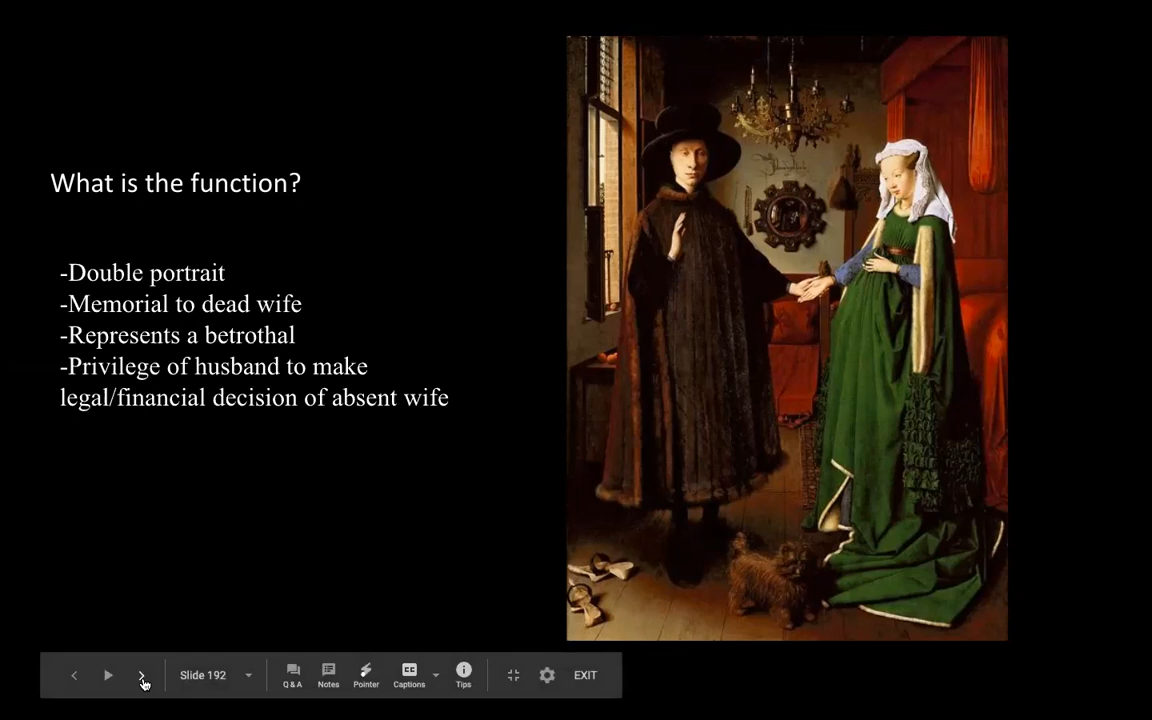 What is the function?
-Double portrait
-Memorial to dead wife
-Represents a betrothal
-Privilege of husband to make
legal/financial decision of absent wife
Slide 192
Q & A
Notes
Pointer
CC
Captions
Tips
EXIT